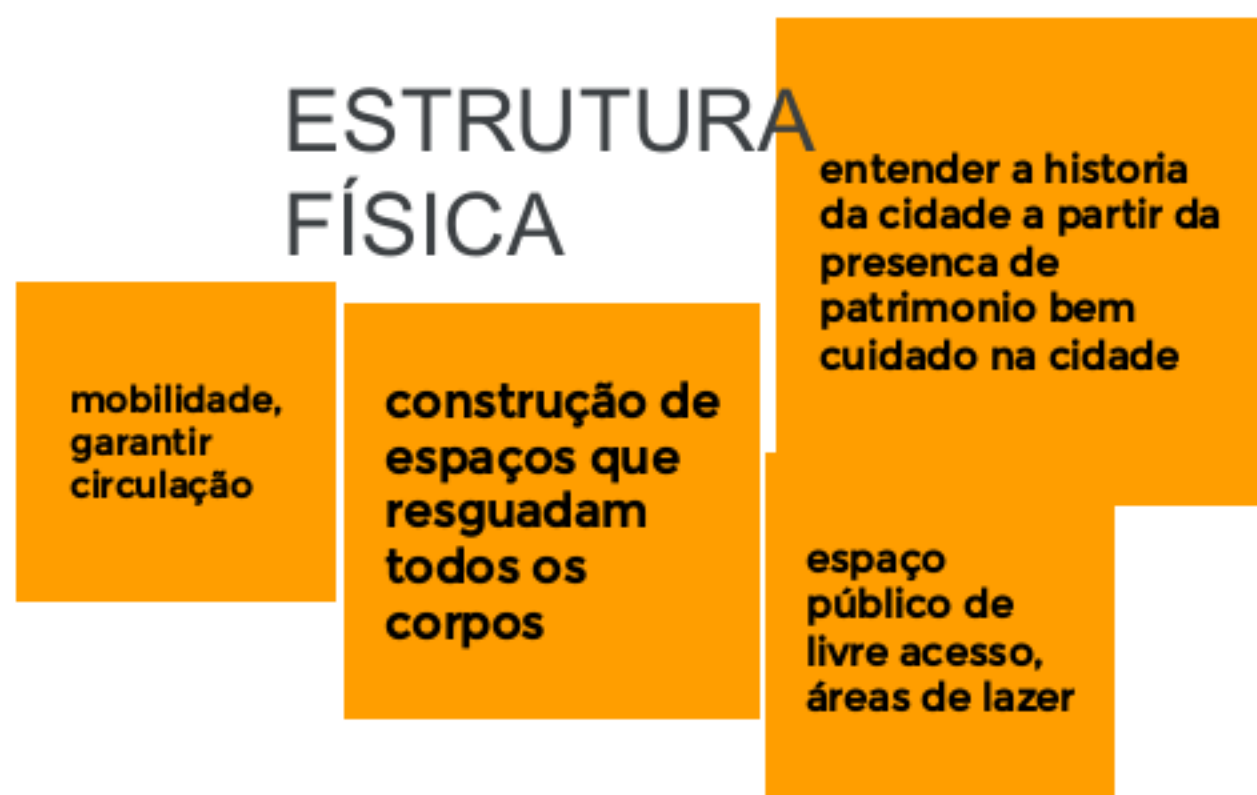 ESTRUTURA
FÍSICA
mobilidade,
garantir
circulação
construção de
espaços que
resguadam
todos os
corpos
entender a historia
da cidade a partir da
presenca de
patrimonio bem
cuidado na cidade
espaço
público de
livre acesso,
áreas de lazer